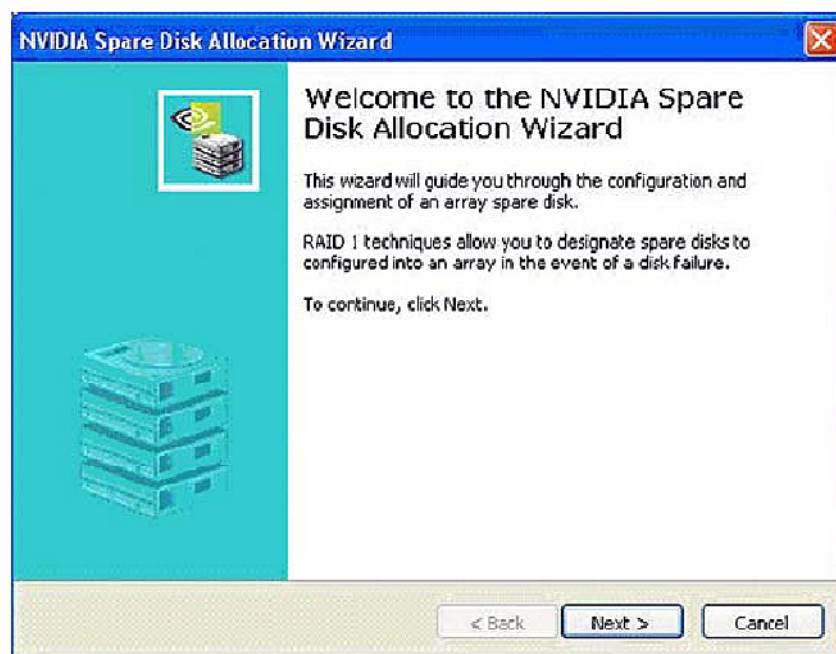 NVIDIA Spare Disk Allocation Wizard
Welcome to the NVIDIA Spare
Disk Allocation Wizard
This wizard will guide you through the configuration and
assignment of an array spare disk.
RAID 1 techniques allow you to designate spare disks to
configured into an array in the event of a disk failure.
To continue, click Next.
< Back
Next >
Cancel